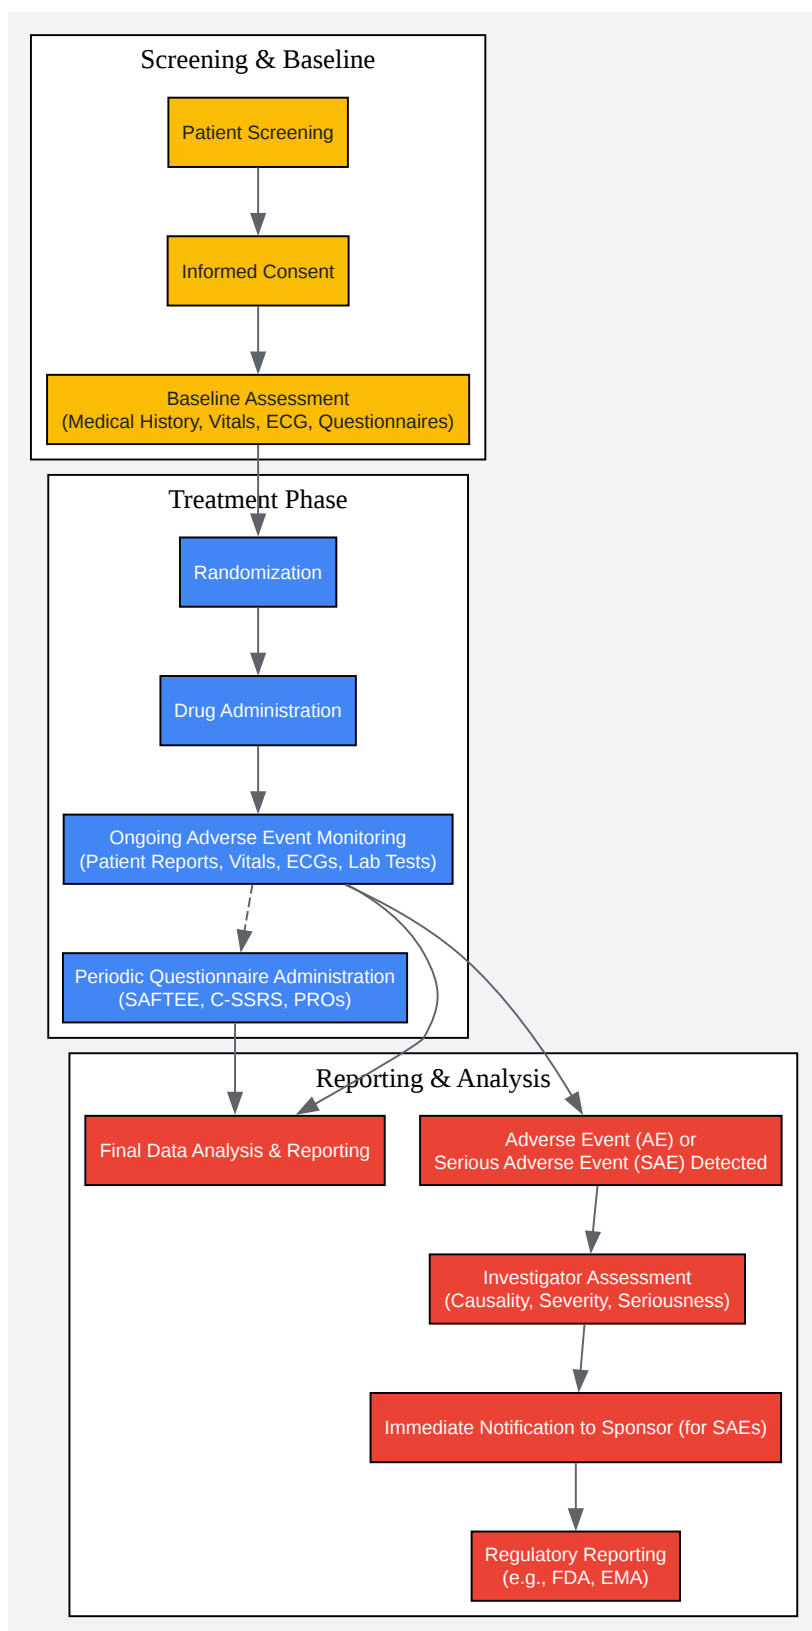 Screening & Baseline
Patient Screening
Informed Consent
Baseline Assessment
(Medical History, Vitals, ECG, Questionnaires)
Treatment Phase
Randomization
Drug Administration
Ongoing Adverse Event Monitoring
(Patient Reports, Vitals, ECGs, Lab Tests)
Periodic Questionnaire Administration
(SAFTEE, C-SSRS, PROs)
Reporting & Analysis
Final Data Analysis & Reporting
Adverse Event (AE) or
Serious Adverse Event (SAE) Detected
Investigator Assessment
(Causality, Severity, Seriousness)
Immediate Notification to Sponsor (for SAEs)
Regulatory Reporting
(e.g., FDA, EMA)